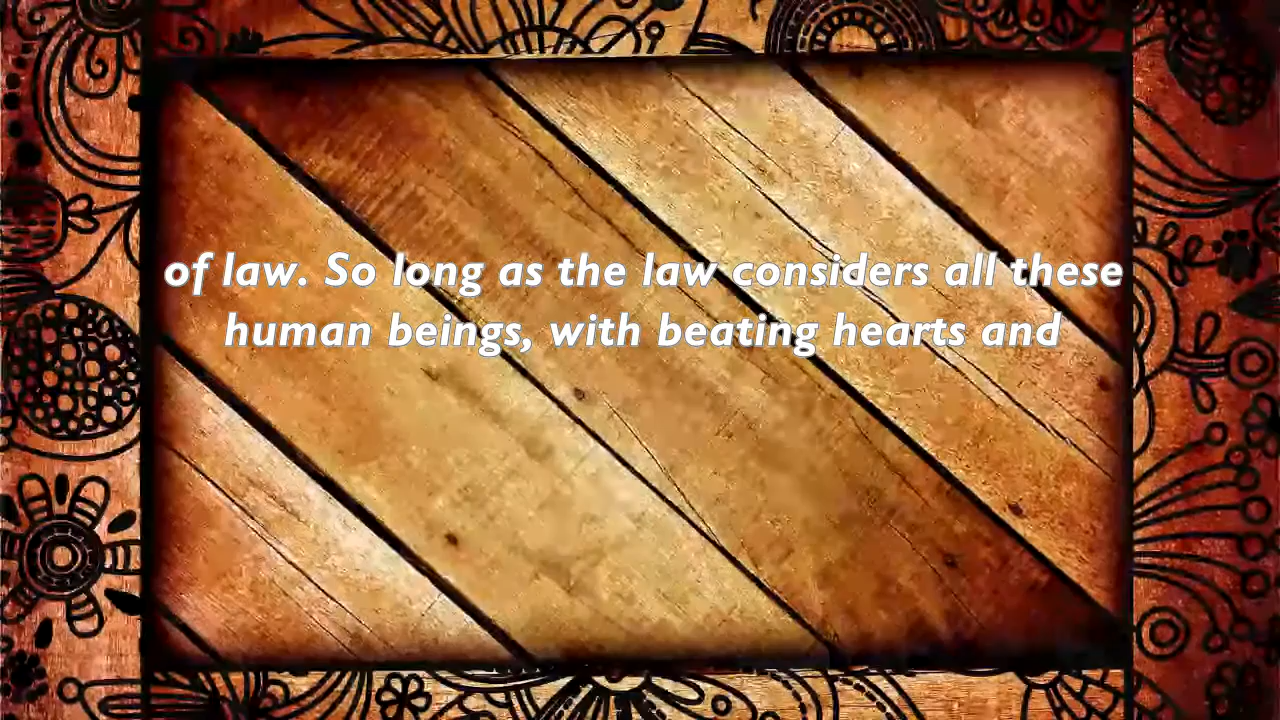 of law. So long as the law considers all these
human beings, with beating hearts and